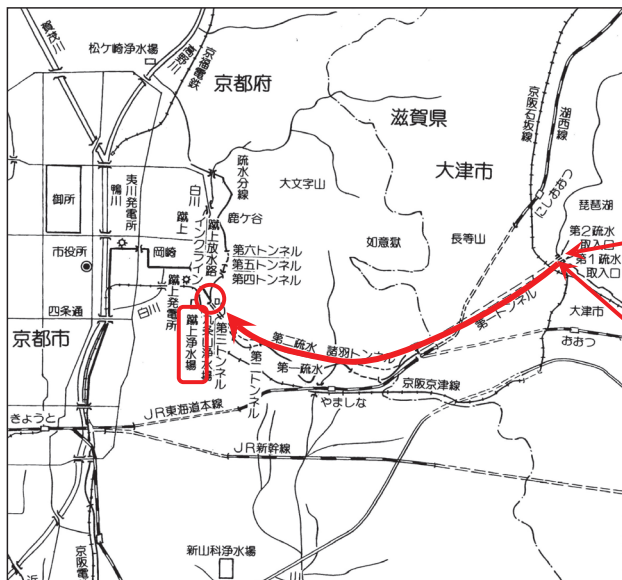 賀茂川
松ケ崎浄水場
高野川
京福電鉄
京都府
滋賀県
大津市
京阪石坂線
湖西線
にしおおつ
琵琶湖
第2疏水
取入口
第1疏水
取入口
大津市
疏水分線
大文字山
如意獄
長等山
鹿ケ谷
御所
鴨川
夷川発電所
白川
蹴上
インクライン
蹴上放水路
第六トンネル
第五トンネル
第四トンネル
市役所
岡崎
四条通
白川
蹴上発電所
京都市
蹴上浄水場
九条山浄水場
第三トンネル
第二トンネル
第二疏水
諸羽トンネル
第一疏水
第一トンネル
おおつ
京阪京津線
やましな
JR東海道本線
きょうと
JR新幹線
新山科浄水場
京阪電
山